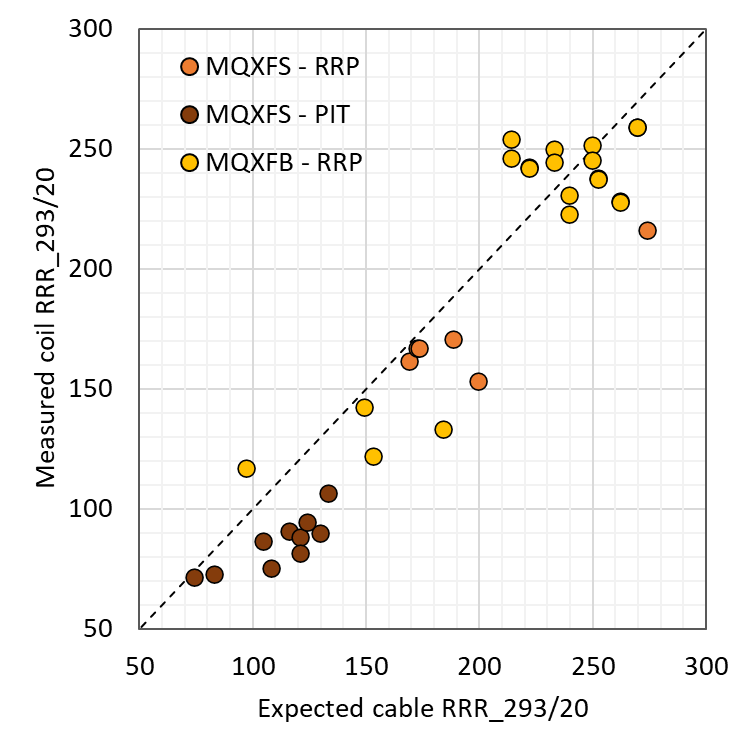 300
250
200
150
100
50
Measured coil RRR_293/20
MQXFS - RRP
MQXFS - PIT
MQXFB - RRP
50 100 150 200 250 300
Expected cable RRR_293/20